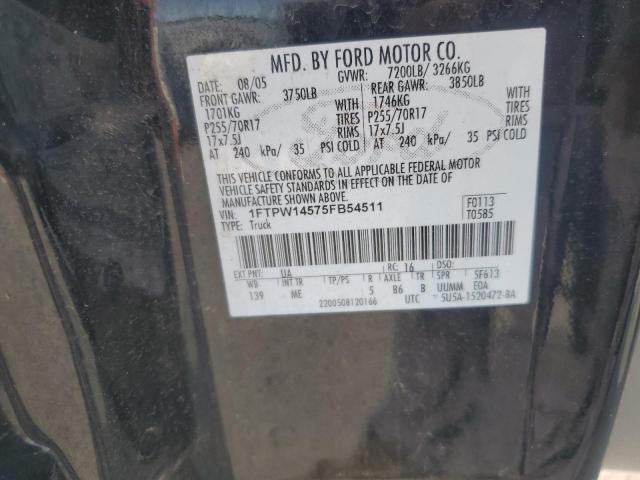 MFD. BY FORD MOTOR CO.
DATE: 08/05 GVWR: 7200LB/ 3266KG
FRONT GAWR: 3750LB REAR GAWR: 3850LB
1701KG WITH 1746KG WITH
P255/70R17 TIRES P255/70R17 TIRES
17x7.5J RIMS 17x7.5J RIMS
AT 240 kPa/ 35 PSI COLD AT 240 kPa/ 35 PSI COLD
THIS VEHICLE CONFORMS TO ALL APPLICABLE FEDERAL MOTOR
VEHICLE SAFETY STANDARDS IN EFFECT ON THE DATE OF
MANUFACTURE SHOWN ABOVE.
VIN: 1FTPW14575FB54511 F0113
TYPE: Truck T0585
EXT PNT: UA RC: 16 DSO:
WB INT TR TP/PS R AXLE TR SPR 5F613
139 ME 5 B6 B UUMM EOA
2200508120166 UTC 5U5A-1520472-BA
Ford